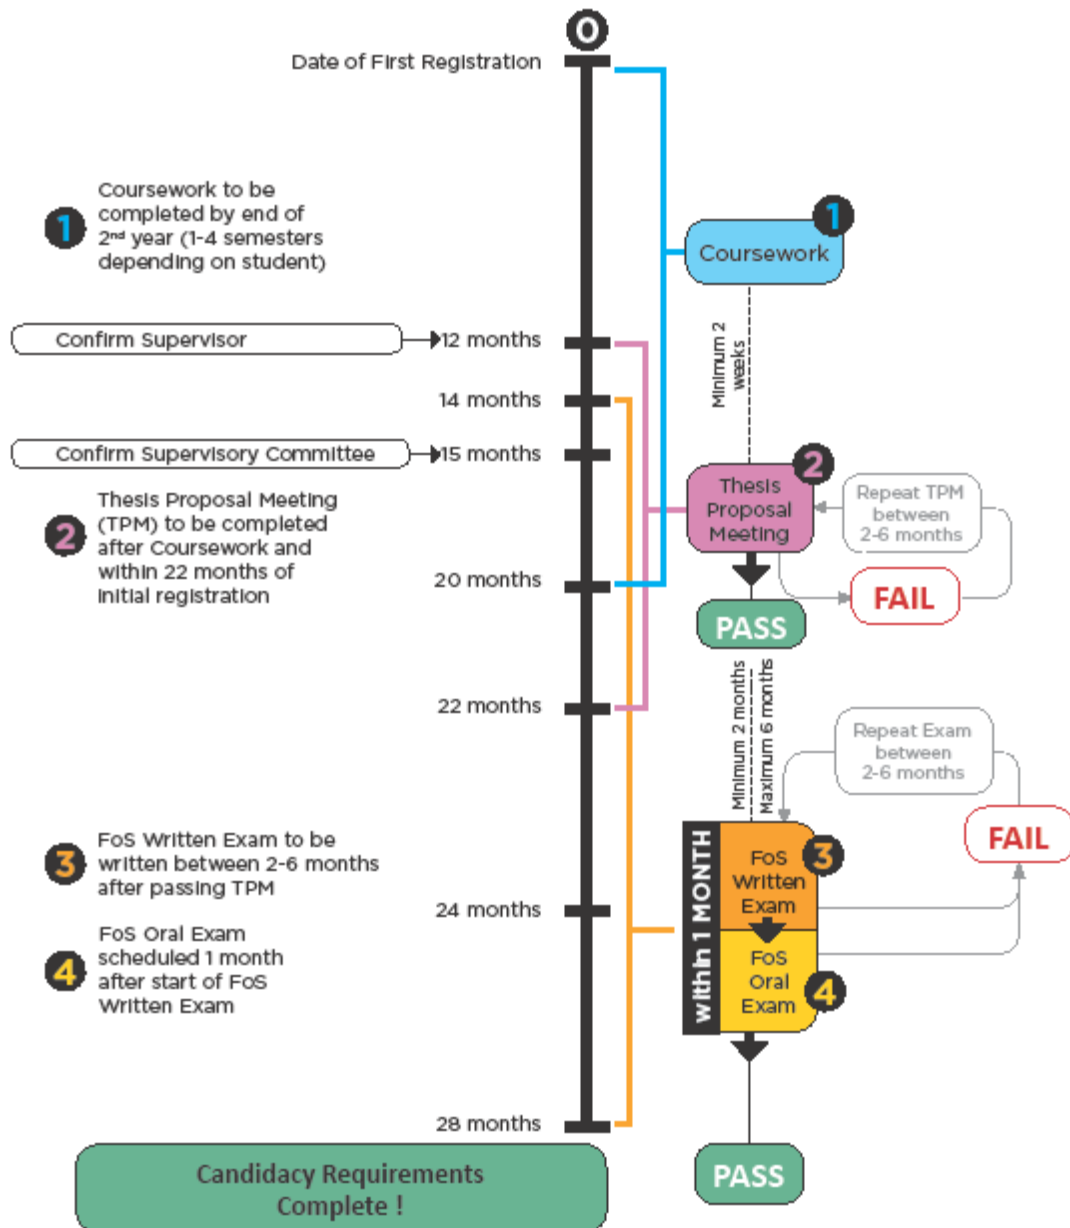 0
Date of First Registration
1
Coursework to be
completed by end of
2nd year (1-4 semesters
depending on student)
1
Coursework
Minimum 2
weeks
Confirm Supervisor
12 months
14 months
Confirm Supervisory Committee
15 months
2
Thesis Proposal Meeting
(TPM) to be completed
after Coursework and
within 22 months of
initial registration
2
Thesis
Proposal
Meeting
Repeat TPM
between
2-6 months
FAIL
PASS
20 months
22 months
Minimum 2 months
Maximum 6 months
Repeat Exam
between
2-6 months
FAIL
3
FoS Written Exam to be
written between 2-6 months
after passing TPM
24 months
4
FoS Oral Exam
scheduled 1 month
after start of FoS
Written Exam
within 1 MONTH
3
FoS
Written
Exam
FoS
Oral
Exam
4
28 months
Candidacy Requirements
Complete !
PASS